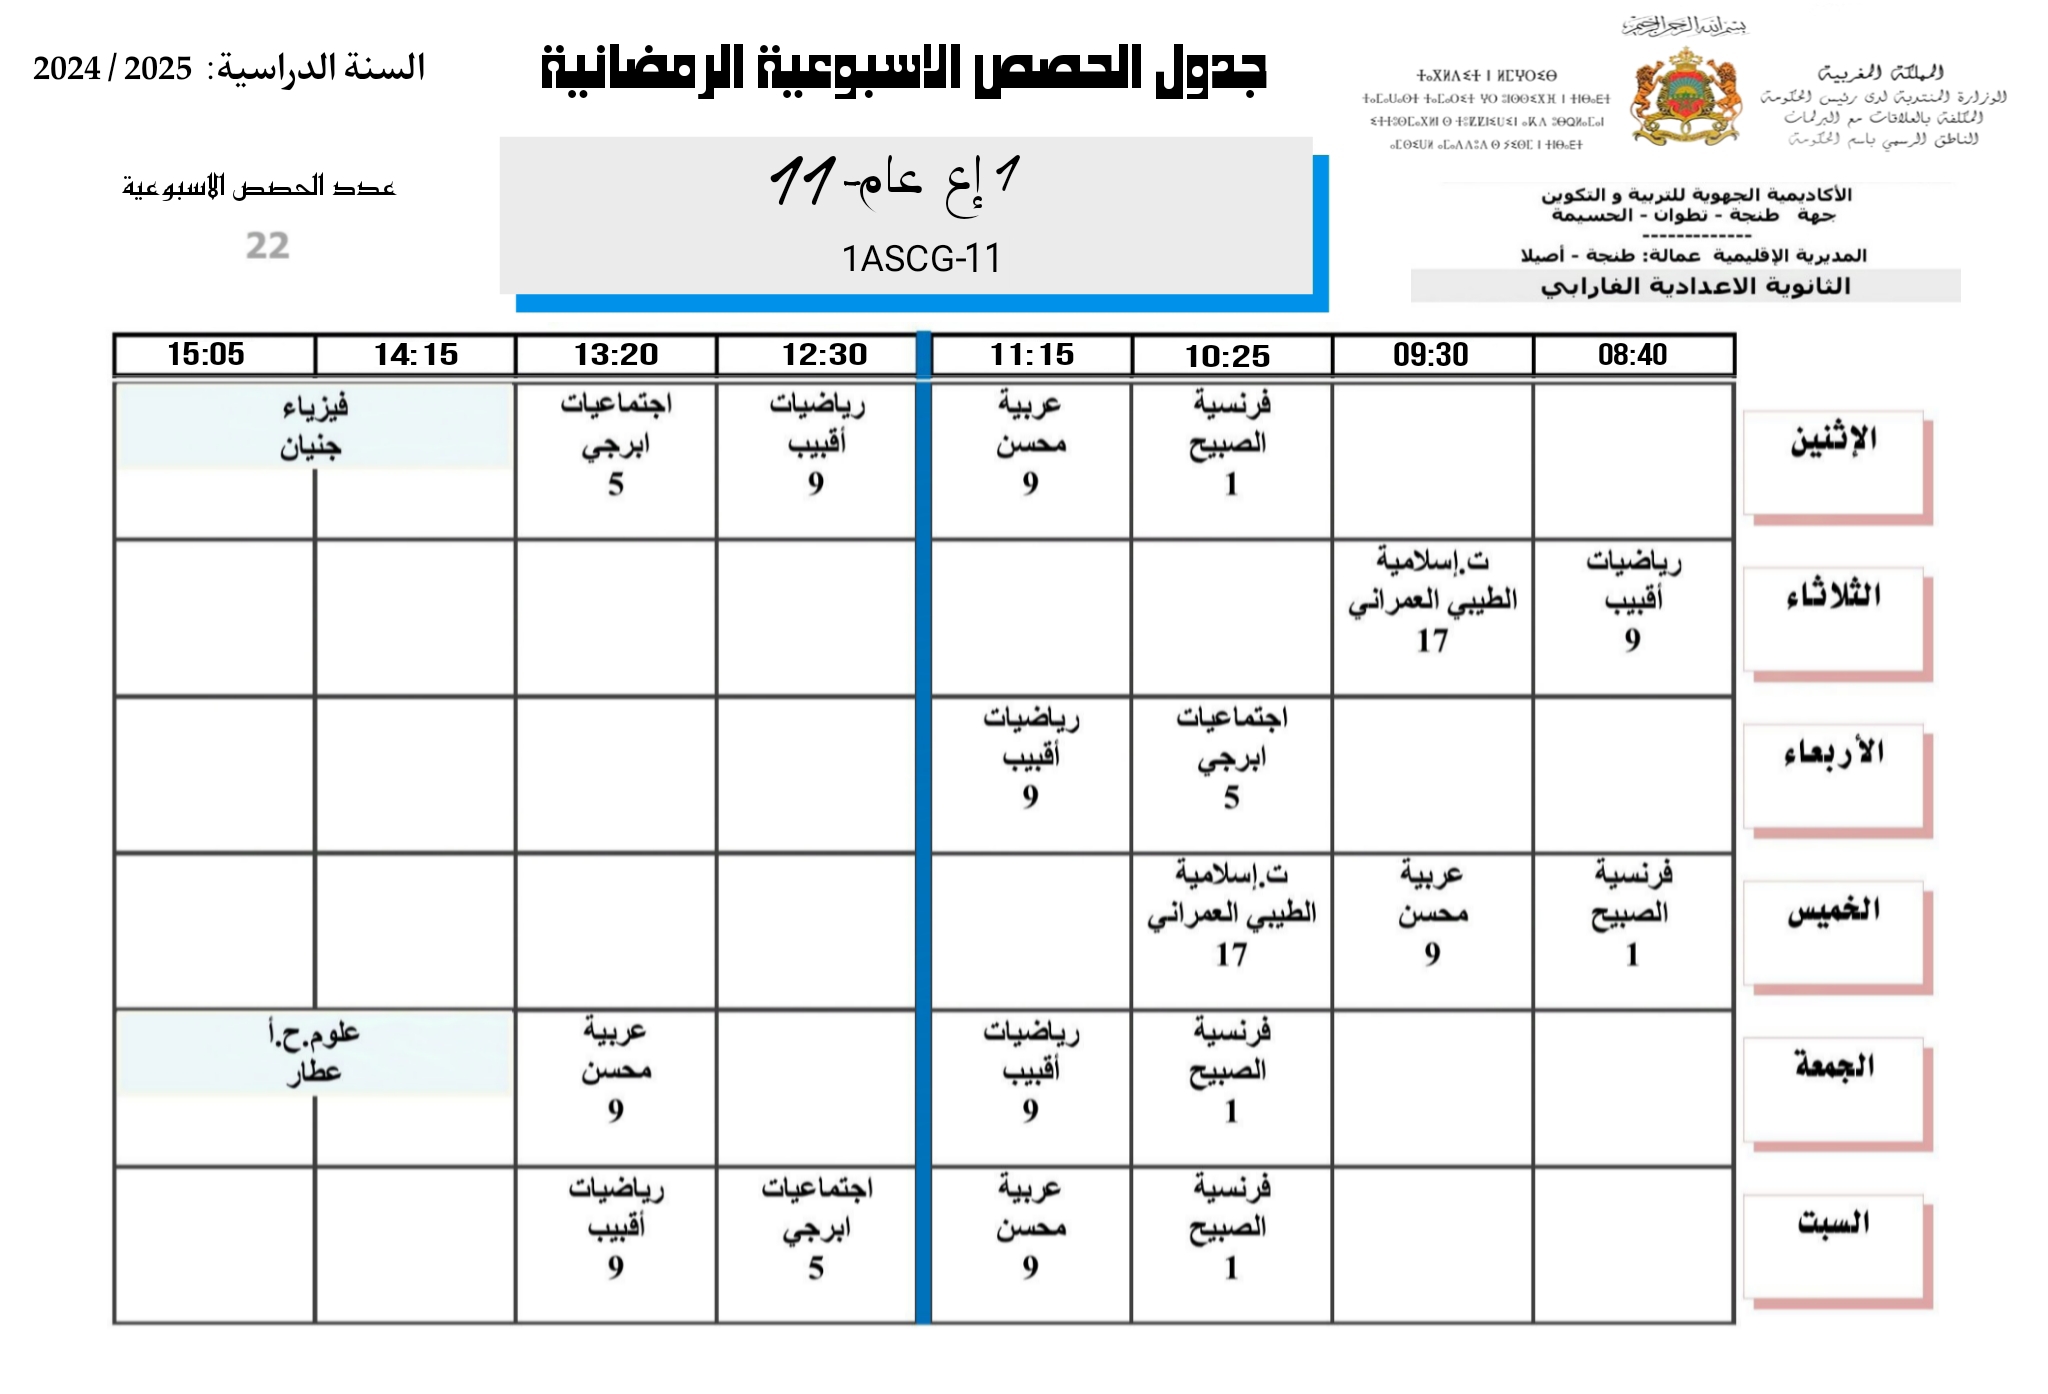 المملكة المغربية
الوزارة المنتدبة لدى رئيس الحكومة
المكلفة بالعلاقات مع البرلمان
الناطق الرسمي باسم الحكومة
ⵜⴰⴳⵍⴷⵉⵜ ⵏ ⵍⵎⵖⵔⵉⴱ
جدول الحصص الاسبوعية الرمضانية
السنة الدراسية: 2025 / 2024
1 إع عام-11
1ASCG-11
عدد الحصص الاسبوعية
22
الأكاديمية الجهوية للتربية و التكوين
جهة طنجة - تطوان - الحسيمة
-------------
المديرية الإقليمية عمالة: طنجة - أصيلا
الثانوية الاعدادية الفارابي
08:40 09:30 10:25 11:15 12:30 13:20 14:15 15:05
الإثنين
فرنسية
الصبيح
1
عربية
محسن
9
رياضيات
أقبيب
9
اجتماعيات
ابرجي
5
فيزياء
جنيان
الثلاثاء
رياضيات
أقبيب
9
ت.إسلامية
الطيبي العمراني
17
الأربعاء
اجتماعيات
ابرجي
5
رياضيات
أقبيب
9
الخميس
فرنسية
الصبيح
1
عربية
محسن
9
ت.إسلامية
الطيبي العمراني
17
الجمعة
فرنسية
الصبيح
1
رياضيات
أقبيب
9
عربية
محسن
9
علوم.ح.أ
عطار
السبت
فرنسية
الصبيح
1
عربية
محسن
9
اجتماعيات
ابرجي
5
رياضيات
أقبيب
9